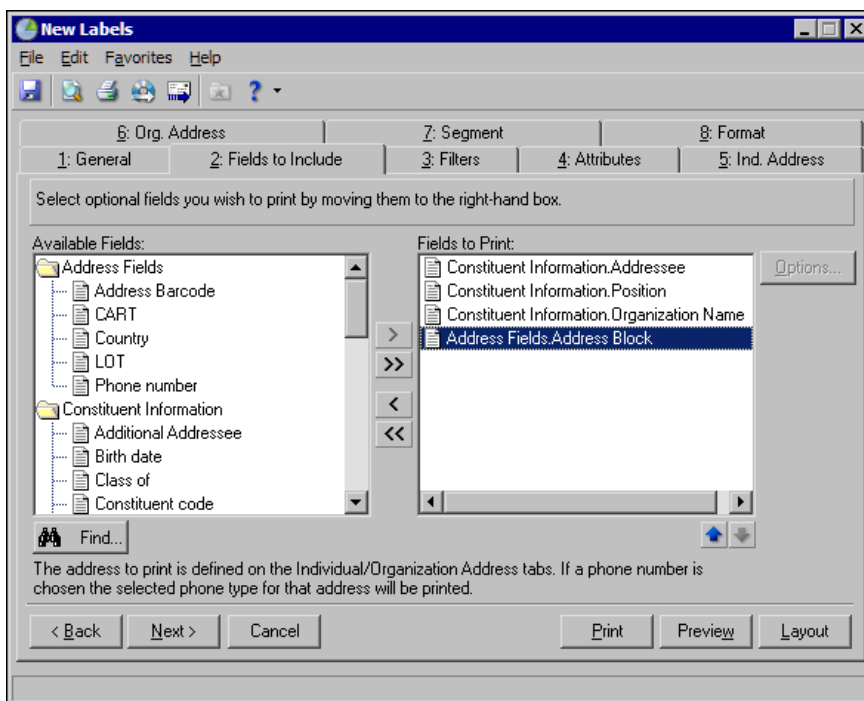 New Labels
File Edit Favorites Help
6: Org. Address 7: Segment 8: Format
1: General 2: Fields to Include 3: Filters 4: Attributes 5: Ind. Address
Select optional fields you wish to print by moving them to the right-hand box.
Available Fields:
Address Fields
Address Barcode
CART
Country
LOT
Phone number
Constituent Information
Additional Addressee
Birth date
Class of
Constituent code
>
>>
<
<<
Fields to Print:
Constituent Information.Addressee
Constituent Information.Position
Constituent Information.Organization Name
Address Fields.Address Block
Options...
Find...
The address to print is defined on the Individual/Organization Address tabs. If a phone number is
chosen the selected phone type for that address will be printed.
< Back Next > Cancel Print Preview Layout